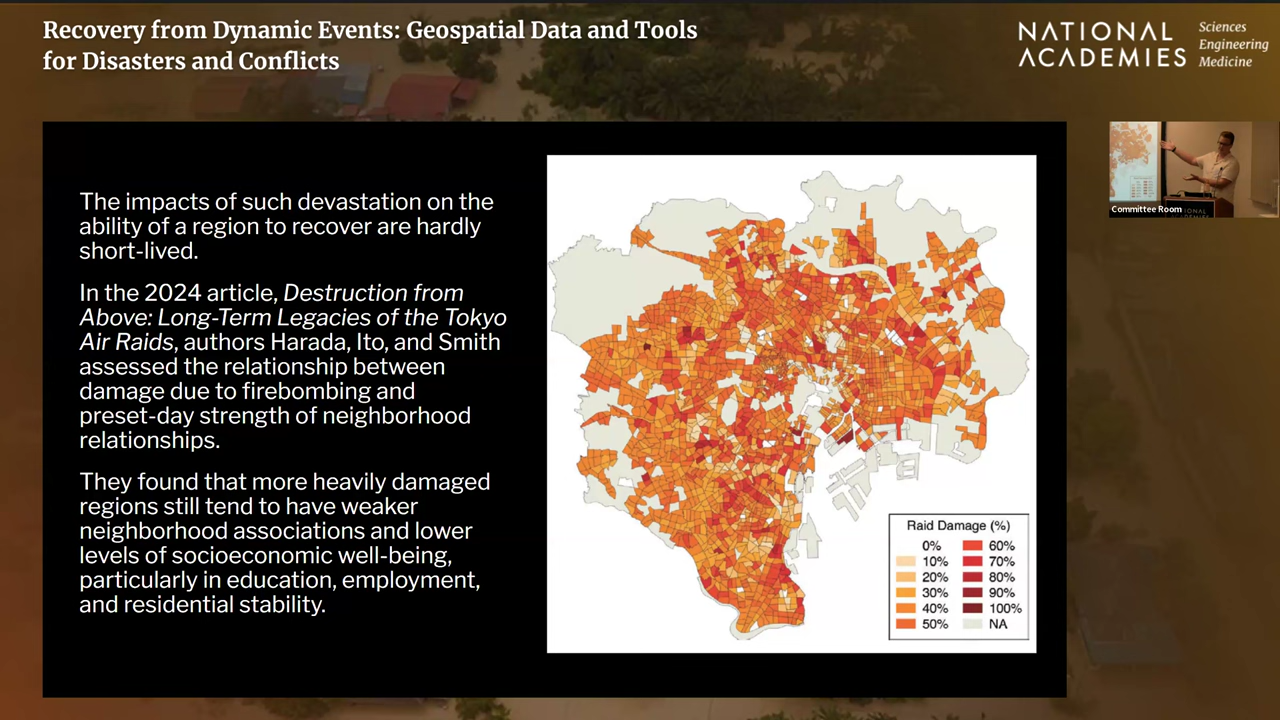 Recovery from Dynamic Events: Geospatial Data and Tools
for Disasters and Conflicts
NATIONAL
ACADEMIES
Sciences
Engineering
Medicine
The impacts of such devastation on the
ability of a region to recover are hardly
short-lived.
In the 2024 article, Destruction from
Above: Long-Term Legacies of the Tokyo
Air Raids, authors Harada, Ito, and Smith
assessed the relationship between
damage due to firebombing and
preset-day strength of neighborhood
relationships.
They found that more heavily damaged
regions still tend to have weaker
neighborhood associations and lower
levels of socioeconomic well-being,
particularly in education, employment,
and residential stability.
Raid Damage (%)
0% 60%
10% 70%
20% 80%
30% 90%
40% 100%
50% NA
Committee Room
ACADEMIES